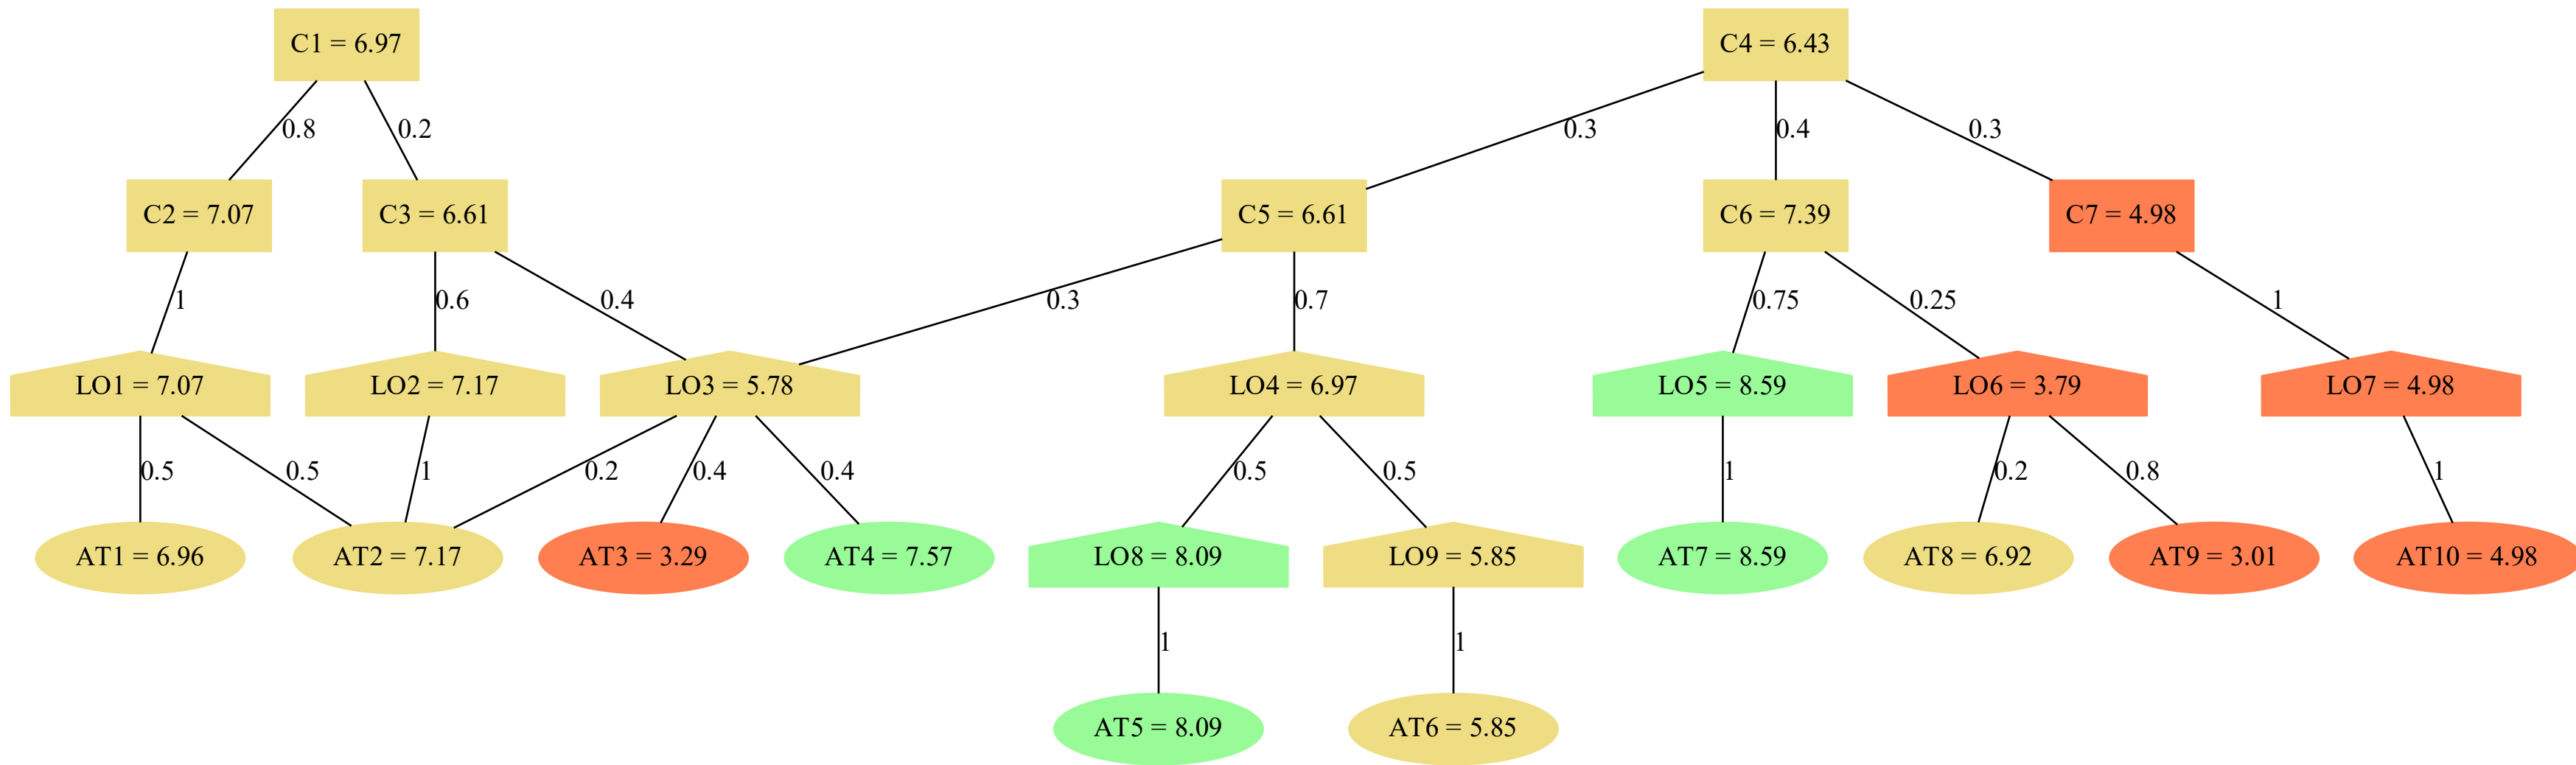 C1 = 6.97
C4 = 6.43
0.8
0.2
0.3
0.4
0.3
C2 = 7.07
C3 = 6.61
C5 = 6.61
C6 = 7.39
C7 = 4.98
1
0.6
0.4
0.3
0.7
0.75
0.25
1
LO1 = 7.07
LO2 = 7.17
LO3 = 5.78
LO4 = 6.97
LO5 = 8.59
LO6 = 3.79
LO7 = 4.98
0.5
0.5
1
0.2
0.4
0.4
0.5
0.5
1
0.2
0.8
1
AT1 = 6.96
AT2 = 7.17
AT3 = 3.29
AT4 = 7.57
LO8 = 8.09
LO9 = 5.85
AT7 = 8.59
AT8 = 6.92
AT9 = 3.01
AT10 = 4.98
1
1
AT5 = 8.09
AT6 = 5.85